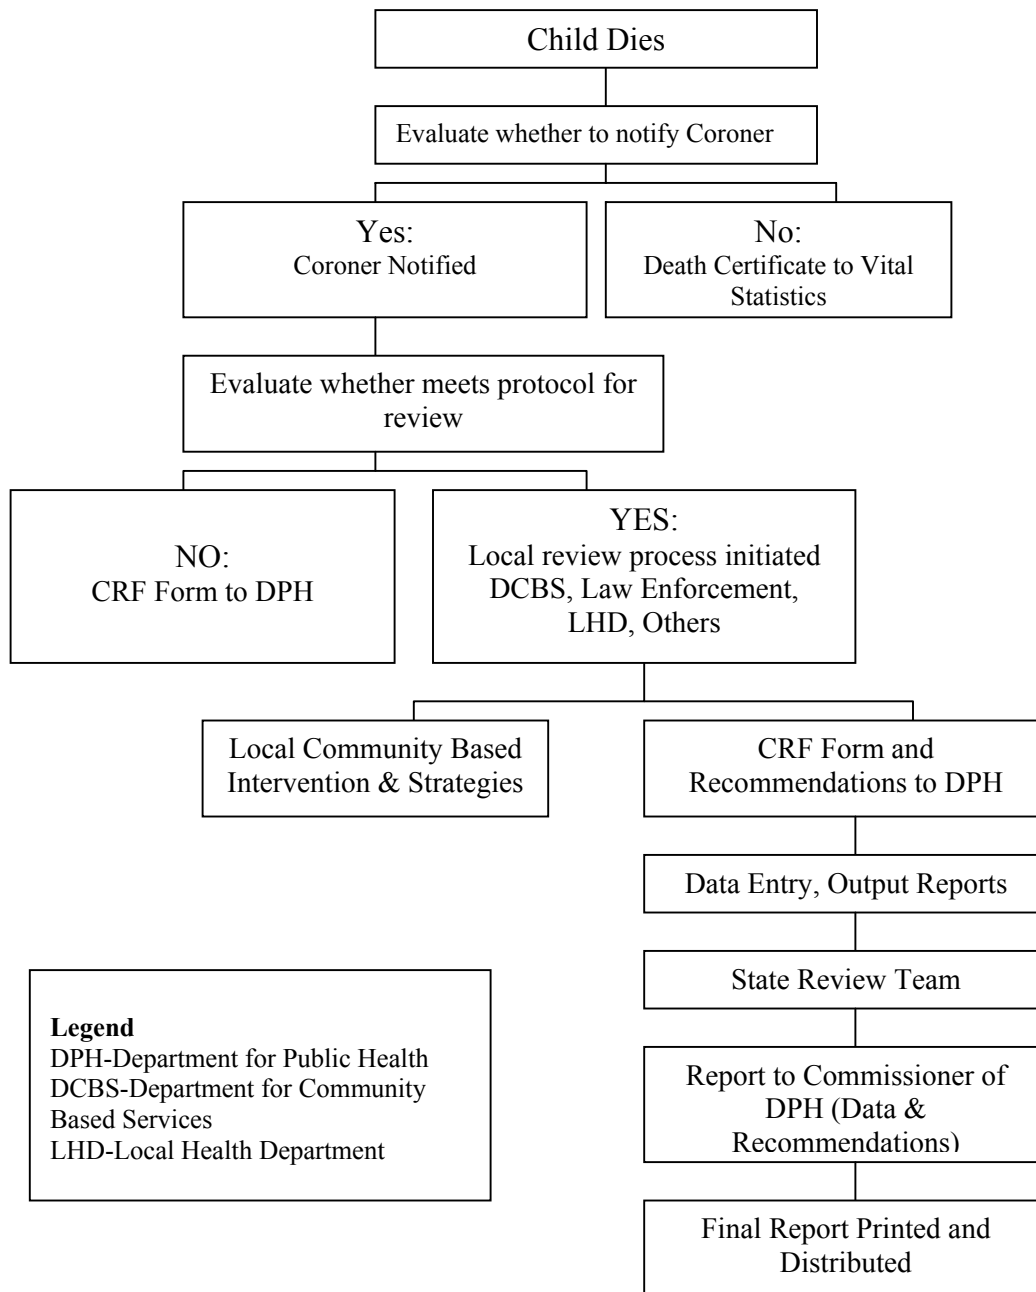 Child Dies
Evaluate whether to notify Coroner
Yes:
Coroner Notified
No:
Death Certificate to Vital
Statistics
Evaluate whether meets protocol for
review
NO:
CRF Form to DPH
YES:
Local review process initiated
DCBS, Law Enforcement,
LHD, Others
Local Community Based
Intervention & Strategies
CRF Form and
Recommendations to DPH
Data Entry, Output Reports
State Review Team
Report to Commissioner of
DPH (Data &
Recommendations)
Final Report Printed and
Distributed
Legend
DPH-Department for Public Health
DCBS-Department for Community
Based Services
LHD-Local Health Department